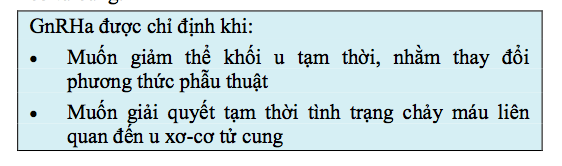 GnRHa được chỉ định khi:
• Muốn giảm thể khối u tạm thời, nhằm thay đổi
phương thức phẫu thuật
• Muốn giải quyết tạm thời tình trạng chảy máu liên
quan đến u xơ-cơ tử cung